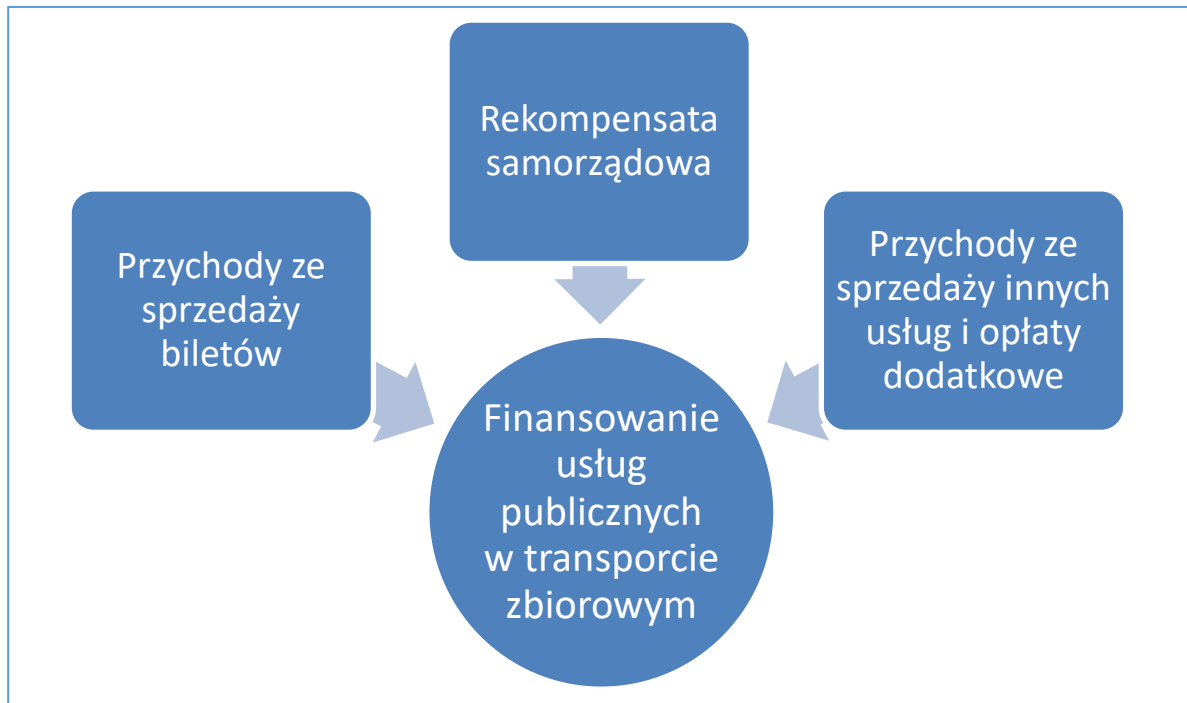 Rekompensata
samorządowa
Przychody ze
sprzedaży
biletów
Przychody ze
sprzedaży innych
usług i opłaty
dodatkowe
Finansowanie
usług
publicznych
w transporcie
zbiorowym